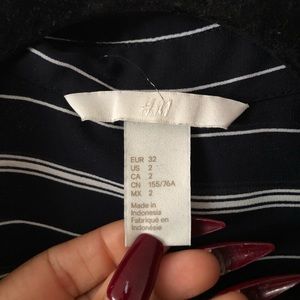 H&M
EUR 32
US 2
CA 2
CN 155/76A
MX 2
Made in
Indonesia
Fabriqué en
Indonésie